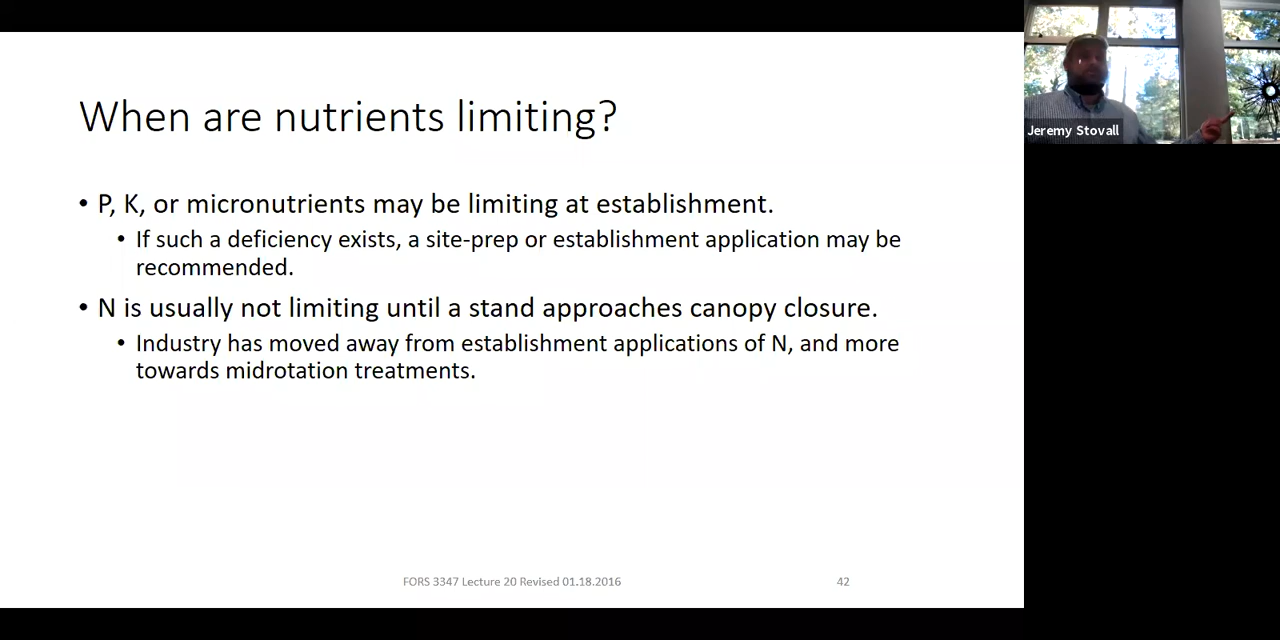 When are nutrients limiting?
• P, K, or micronutrients may be limiting at establishment.
• If such a deficiency exists, a site-prep or establishment application may be
recommended.
• N is usually not limiting until a stand approaches canopy closure.
• Industry has moved away from establishment applications of N, and more
towards midrotation treatments.
FORS 3347 Lecture 20 Revised 01.18.2016
42
Jeremy Stovall